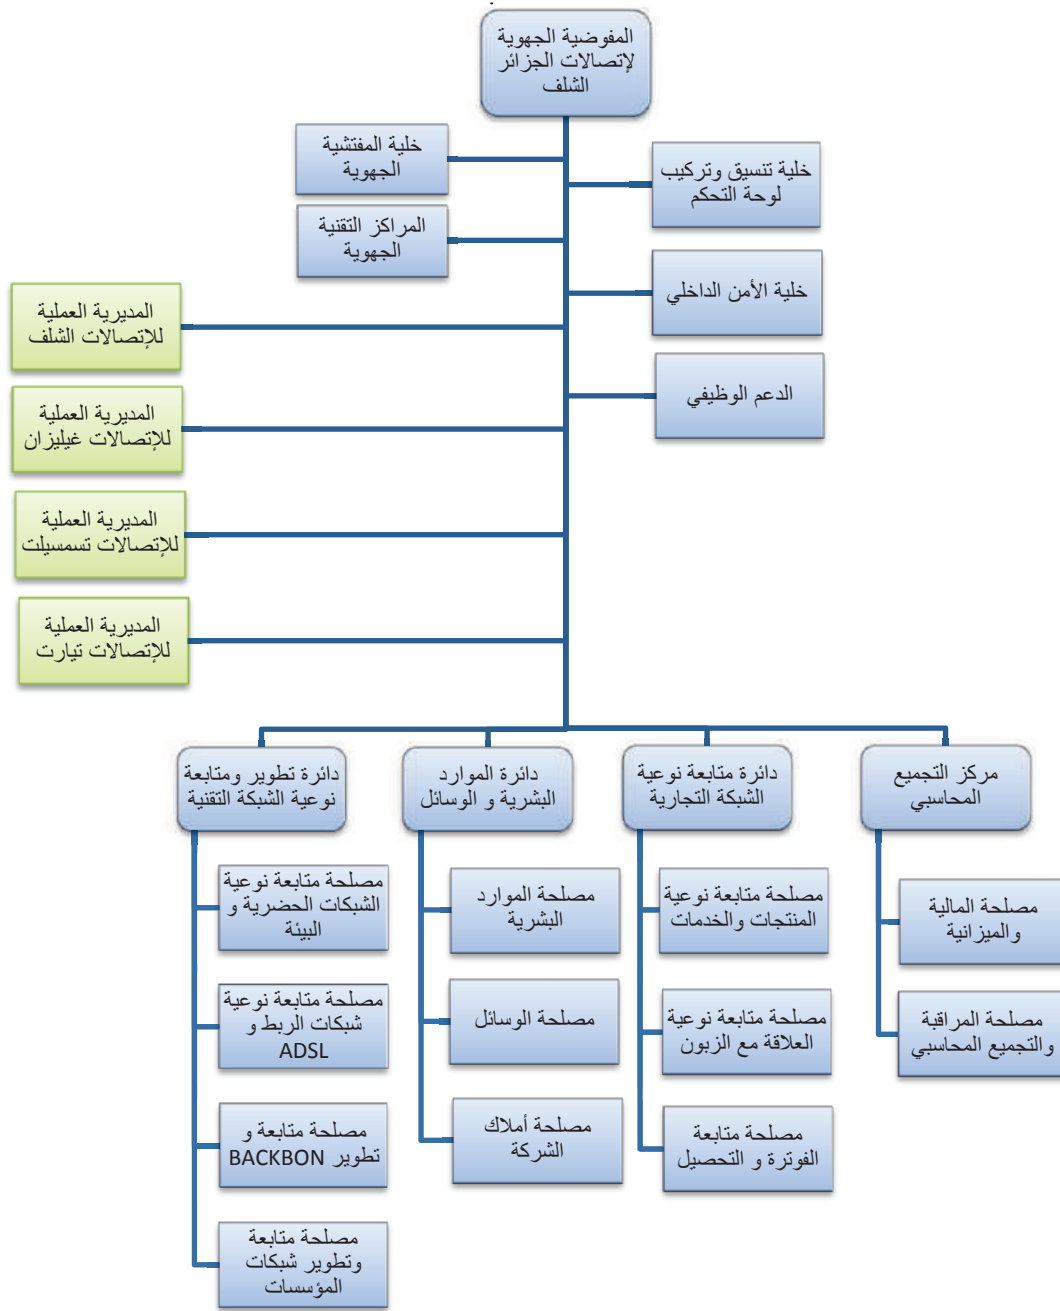 المفوضية الجهوية
لإتصالات الجزائر
الشلف
خلية تنسيق وتركيب
لوحة التحكم
خلية المفتشية
الجهوية
المراكز التقنية
الجهوية
خلية الأمن الداخلي
الدعم الوظيفي
المديرية العملية
للإتصالات الشلف
المديرية العملية
للإتصالات غيليزان
المديرية العملية
للإتصالات تسمسيلت
المديرية العملية
للإتصالات تيارت
مركز التجميع
المحاسبي
مصلحة المالية
والميزانية
مصلحة المراقبة
والتجميع المحاسبي
دائرة متابعة نوعية
الشبكة التجارية
مصلحة متابعة نوعية
المنتجات والخدمات
مصلحة متابعة نوعية
العلاقة مع الزبون
مصلحة متابعة
الفوترة و التحصيل
دائرة الموارد
البشرية و الوسائل
مصلحة الموارد
البشرية
مصلحة الوسائل
مصلحة أملاك
الشركة
دائرة تطوير ومتابعة
نوعية الشبكة التقنية
مصلحة متابعة نوعية
الشبكات الحضرية و
البيئة
مصلحة متابعة نوعية
شبكات الربط و
ADSL
مصلحة متابعة و
تطوير BACKBON
مصلحة متابعة
وتطوير شبكات
المؤسسات